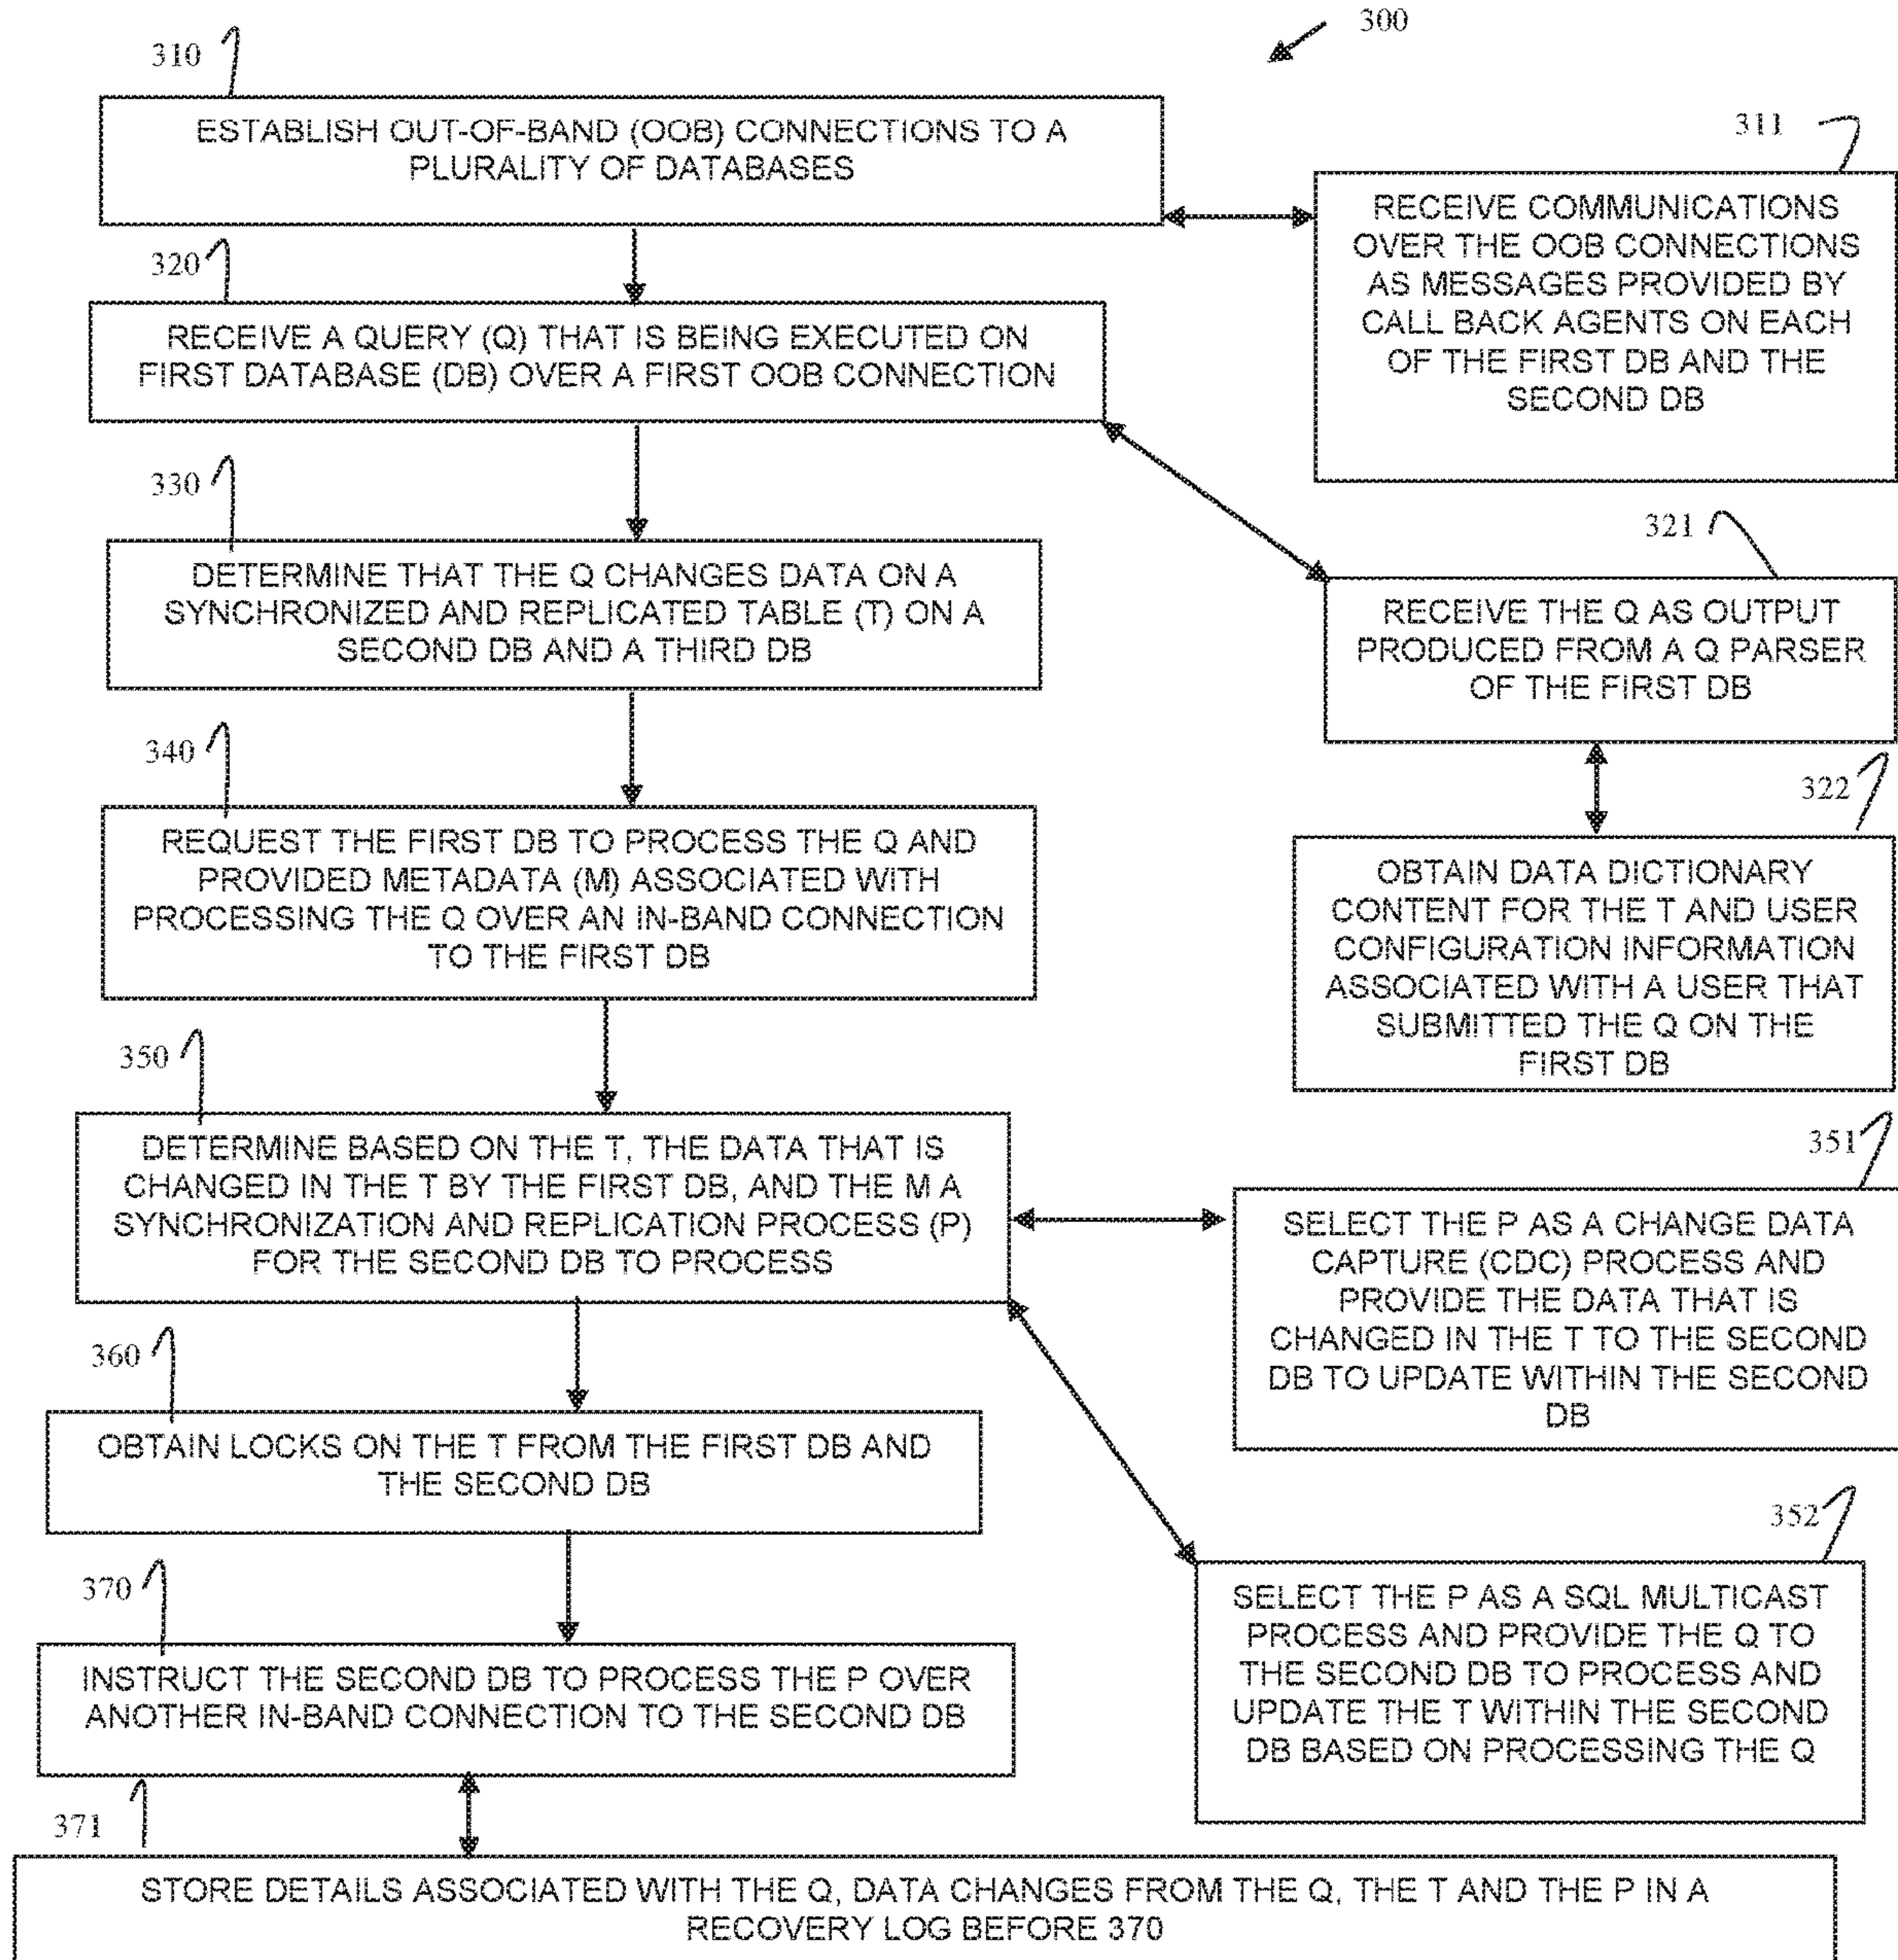 300
310
ESTABLISH OUT-OF-BAND (OOB) CONNECTIONS TO A
PLURALITY OF DATABASES
311
RECEIVE COMMUNICATIONS
OVER THE OOB CONNECTIONS
AS MESSAGES PROVIDED BY
CALL BACK AGENTS ON EACH
OF THE FIRST DB AND THE
SECOND DB
320
RECEIVE A QUERY (Q) THAT IS BEING EXECUTED ON
FIRST DATABASE (DB) OVER A FIRST OOB CONNECTION
321
RECEIVE THE Q AS OUTPUT
PRODUCED FROM A Q PARSER
OF THE FIRST DB
322
OBTAIN DATA DICTIONARY
CONTENT FOR THE T AND USER
CONFIGURATION INFORMATION
ASSOCIATED WITH A USER THAT
SUBMITTED THE Q ON THE
FIRST DB
330
DETERMINE THAT THE Q CHANGES DATA ON A
SYNCHRONIZED AND REPLICATED TABLE (T) ON A
SECOND DB AND A THIRD DB
340
REQUEST THE FIRST DB TO PROCESS THE Q AND
PROVIDED METADATA (M) ASSOCIATED WITH
PROCESSING THE Q OVER AN IN-BAND CONNECTION
TO THE FIRST DB
350
DETERMINE BASED ON THE T, THE DATA THAT IS
CHANGED IN THE T BY THE FIRST DB, AND THE M A
SYNCHRONIZATION AND REPLICATION PROCESS (P)
FOR THE SECOND DB TO PROCESS
351
SELECT THE P AS A CHANGE DATA
CAPTURE (CDC) PROCESS AND
PROVIDE THE DATA THAT IS
CHANGED IN THE T TO THE SECOND
DB TO UPDATE WITHIN THE SECOND
DB
352
SELECT THE P AS A SQL MULTICAST
PROCESS AND PROVIDE THE Q TO
THE SECOND DB TO PROCESS AND
UPDATE THE T WITHIN THE SECOND
DB BASED ON PROCESSING THE Q
360
OBTAIN LOCKS ON THE T FROM THE FIRST DB AND
THE SECOND DB
370
INSTRUCT THE SECOND DB TO PROCESS THE P OVER
ANOTHER IN-BAND CONNECTION TO THE SECOND DB
371
STORE DETAILS ASSOCIATED WITH THE Q, DATA CHANGES FROM THE Q, THE T AND THE P IN A
RECOVERY LOG BEFORE 370